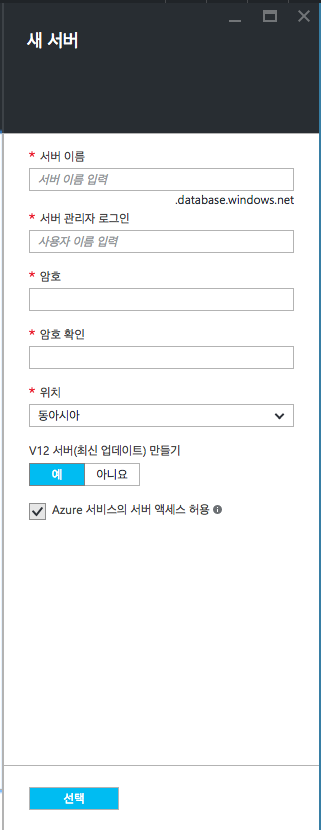 새 서버
* 서버 이름
서버 이름 입력
.database.windows.net
* 서버 관리자 로그인
사용자 이름 입력
* 암호
* 암호 확인
* 위치
동아시아
V12 서버(최신 업데이트) 만들기
예 아니요
Azure 서비스의 서버 액세스 허용
선택